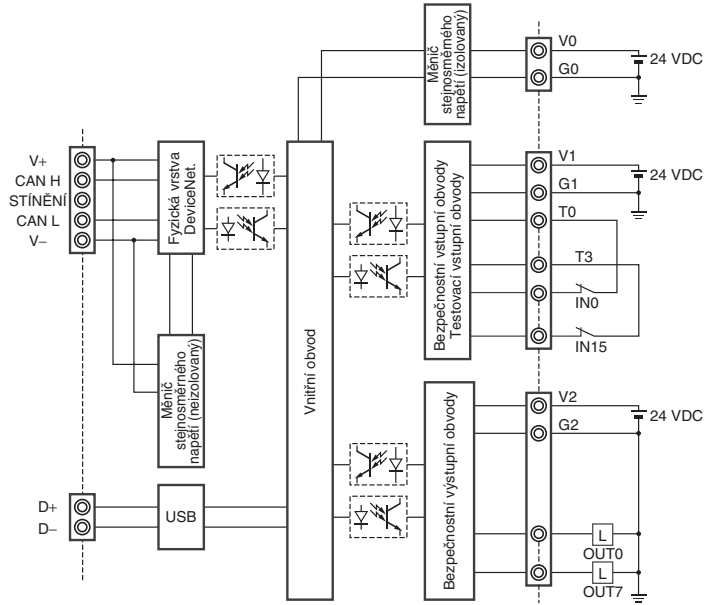 V+
CAN H
STÍNĚNÍ
CAN L
V–
Fyzická vrstva
DeviceNet.
Měnič
stejnosměrného
napětí (neizolovaný)
D+
D–
USB
Vnitřní obvod
Měnič
stejnosměrného
napětí (izolovaný)
V0
G0
24 VDC
Bezpečnostní vstupní obvody
Testovací vstupní obvody
V1
G1
24 VDC
T0
T3
IN0
IN15
Bezpečnostní výstupní obvody
V2
G2
24 VDC
L
OUT0
L
OUT7